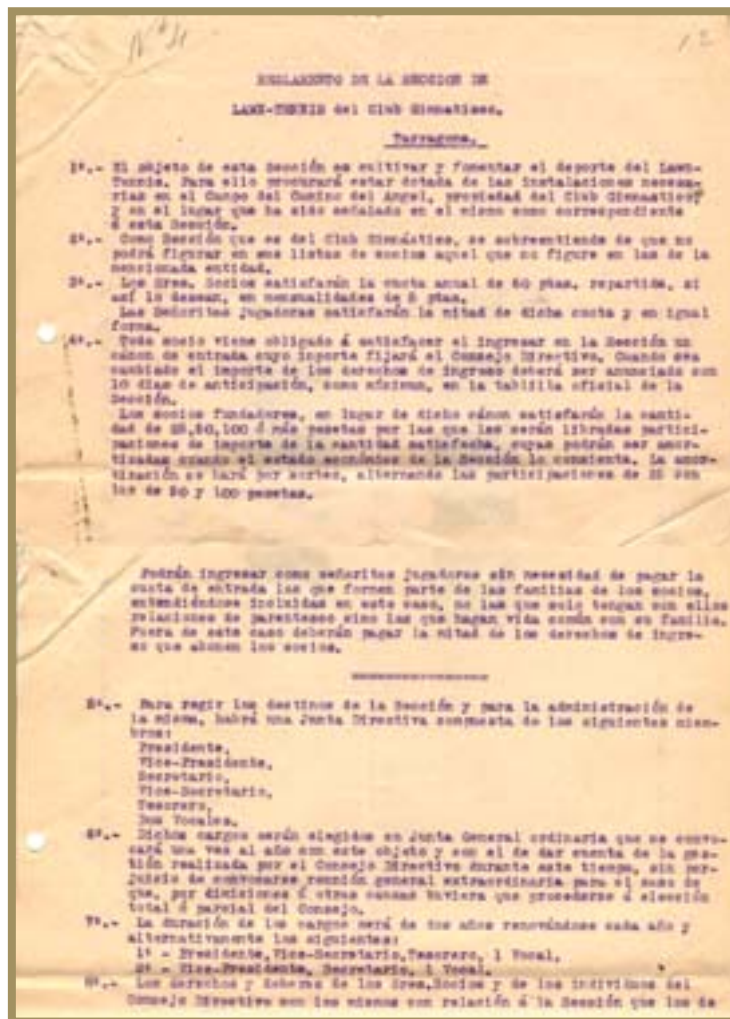 Nº 4
12
REGLAMENTO DE LA SECCION DE
LAWN-TENNIS del Club Gimnástico.
Tarragona.
1º.- El objeto de esta Sección es cultivar y fomentar el deporte del Lawn-
Tennis. Para ello procurará estar dotada de las instalaciones necesa-
rias en el Campo del Camino del Angel, propiedad del Club Gimnástico,
y en el lugar que ha sido señalado en el mismo como correspondiente
á esta Sección.
2º.- Como Sección que es del Club Gimnástico, se sobreentiende de que no
podrá figurar en sus listas de socios aquel que no figure en las de la
mencionada entidad.
3º.- Los Sres. Socios satisfarán la cuota anual de 60 ptas. repartida, si
así lo desean, en mensualidades de 5 ptas.
Las Señoritas jugadoras satisfarán la mitad de dicha cuota y en igual
forma.
4º.- Todo socio viene obligado á satisfacer el ingresar en la Sección un
cánon de entrada cuyo importe fijará el Consejo Directivo. Cuando sea
cambiado el importe de los derechos de ingreso deberá ser anunciado con
10 días de anticipación, como mínimum, en la tablilla oficial de la
Sección.
Los socios fundadores, en lugar de dicho cánon satisfarán la canti-
dad de 25,50,100 ó más pesetas por las que les serán libradas partici-
paciones de importe de la cantidad satisfecha, cuyas podrán ser amor-
tizadas cuando el estado económico de la Sección lo consienta. La amor-
tización se hará por sorteo, alternando las participaciones de 25 con
las de 50 y 100 pesetas.
Podrán ingresar como señoritas jugadoras sin necesidad de pagar la
cuota de entrada las que formen parte de las familias de los socios,
entendiéndose incluidas en este caso, no las que solo tengan con ellos
relaciones de parentesco sino las que hagan vida común con su familia.
Fuera de este caso deberán pagar la mitad de los derechos de ingre-
so que abonen los socios.
5º.- Para regir los destinos de la Sección y para la administración de
la misma, habrá una Junta Directiva compuesta de los siguientes miem-
bros:
Presidente,
Vice-Presidente,
Secretario,
Vice-Secretario,
Tesorero,
Dos Vocales.
6º.- Dichos cargos serán elegidos en Junta General ordinaria que se convo-
cará una vez al año con este objeto y con el de dar cuenta de la ges-
tión realizada por el Consejo Directivo durante este tiempo, sin per-
juicio de convocarse reunión general extraordinaria para el caso de
que, por dimisiones ó otras causas tuviera que procederse á elección
total ó parcial del Consejo.
7º.- La duración de los cargos será de dos años renovándose cada año y
alternativamente los siguientes:
1º - Presidente,Vice-Secretario,Tesorero, 1 Vocal.
2º - Vice-Presidente, Secretario, 1 Vocal.
8º.- Los derechos y deberes de los Sres.Socios y de los individuos del
Consejo Directivo son los mismos con relación á la Sección que los de